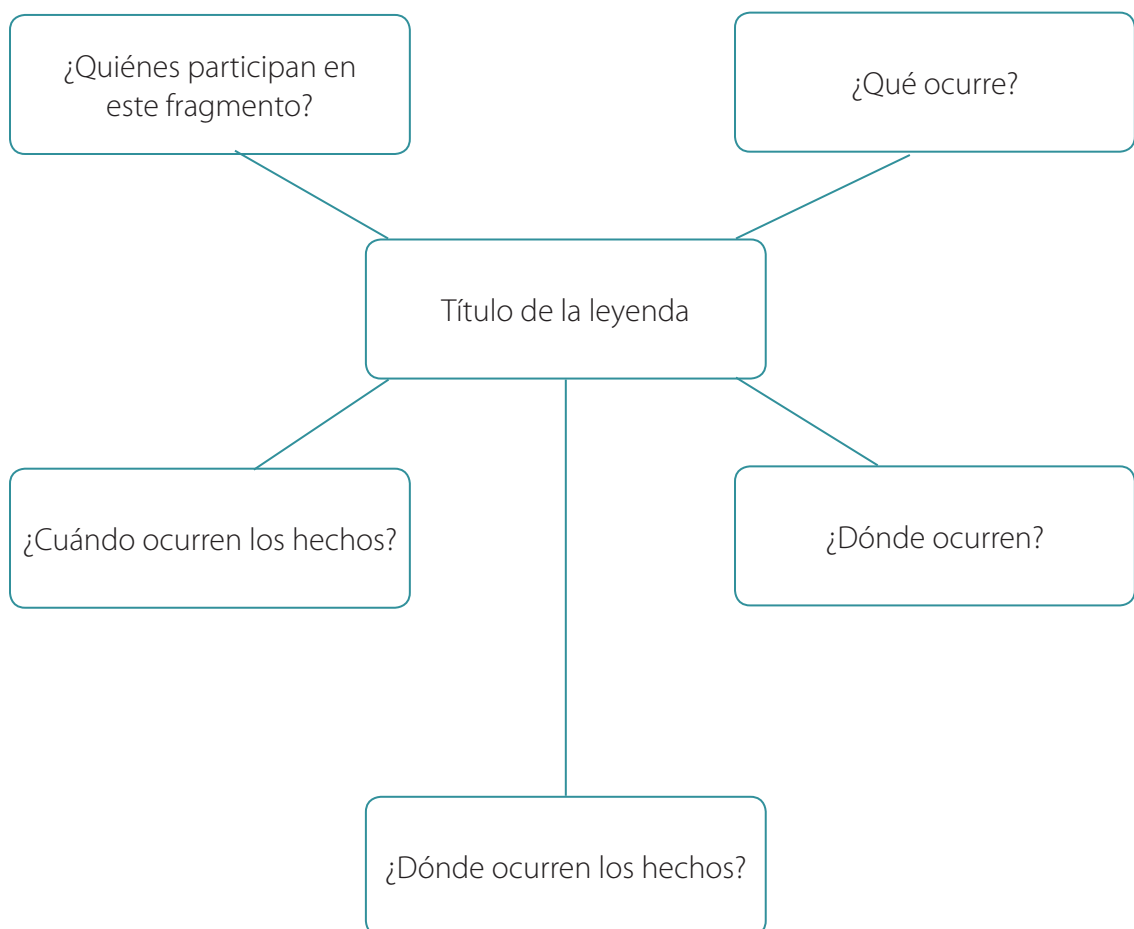 ¿Quiénes participan en
este fragmento?
¿Qué ocurre?
Título de la leyenda
¿Cuándo ocurren los hechos?
¿Dónde ocurren?
¿Dónde ocurren los hechos?